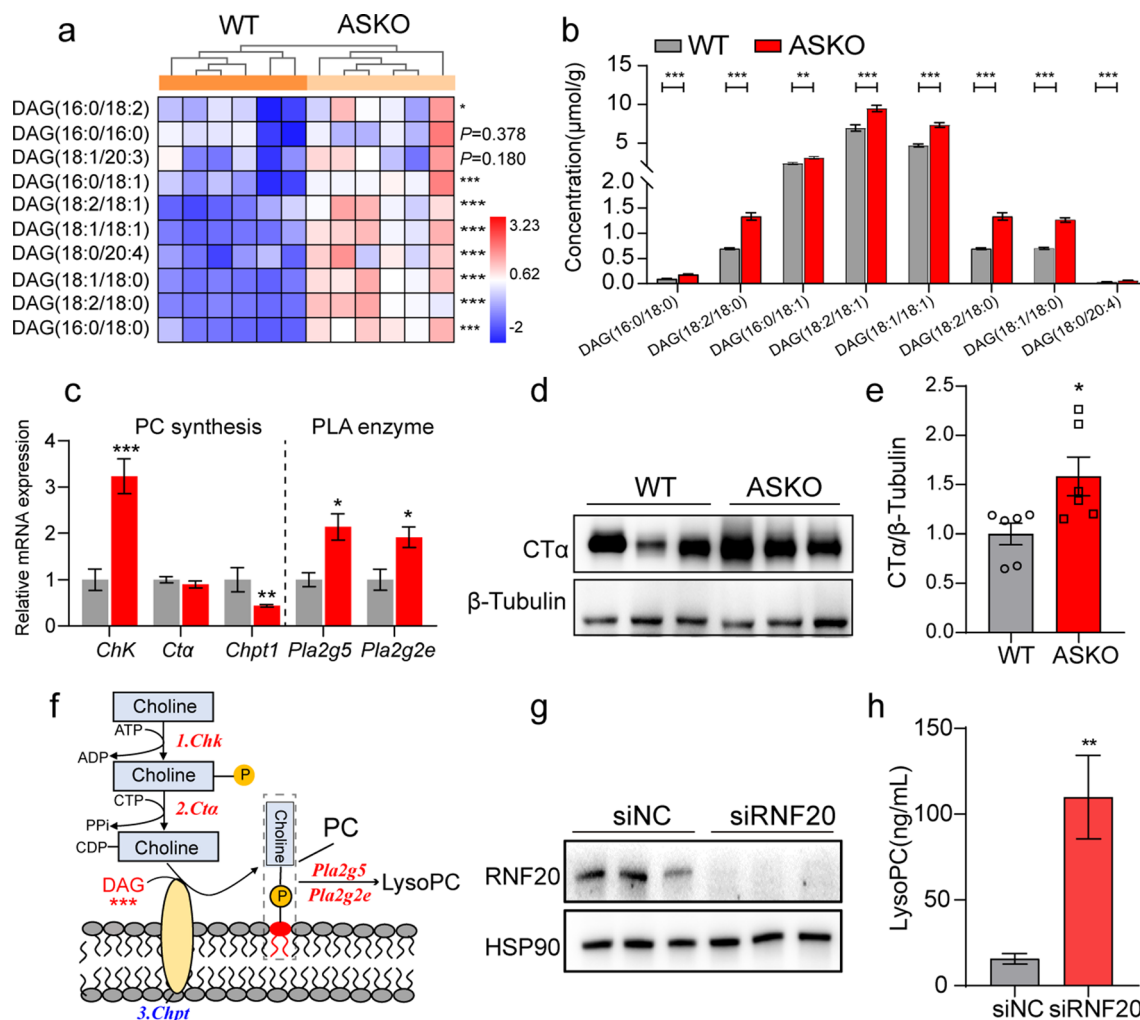 a
WT ASKO
DAG(16:0/18:2) *
DAG(16:0/16:0) P=0.378
DAG(18:1/20:3) P=0.180
DAG(16:0/18:1) ***
DAG(18:2/18:1) ***
DAG(18:1/18:1) ***
DAG(18:0/20:4) ***
DAG(18:1/18:0) ***
DAG(18:2/18:0) ***
DAG(16:0/18:0) ***
3.23
0.62
-2
b
WT ASKO
Concentration(μmol/g)
15
10
5
2.0
1.5
1.0
0.5
0.0
*** *** ** *** *** *** *** ***
DAG(16:0/18:0)
DAG(18:2/18:0)
DAG(16:0/18:1)
DAG(18:2/18:1)
DAG(18:1/18:1)
DAG(18:2/18:0)
DAG(18:1/18:0)
DAG(18:0/20:4)
c
PC synthesis PLA enzyme
Relative mRNA expression
4
3
2
1
0
*** ** * *
ChK Ctα Chpt1 Pla2g5 Pla2g2e
d
WT ASKO
CTα
β-Tubulin
e
CTα/β-Tubulin
2.5
2.0
1.5
1.0
0.5
0.0
*
WT ASKO
f
Choline
ATP
1.Chk
ADP
Choline P
CTP
2.Ctα
PPi
CDP Choline
DAG
***
Choline
P
PC
Pla2g5
Pla2g2e
LysoPC
3.Chpt
g
siNC siRNF20
RNF20
HSP90
h
LysoPC(ng/mL)
150
100
50
0
**
siNC siRNF20